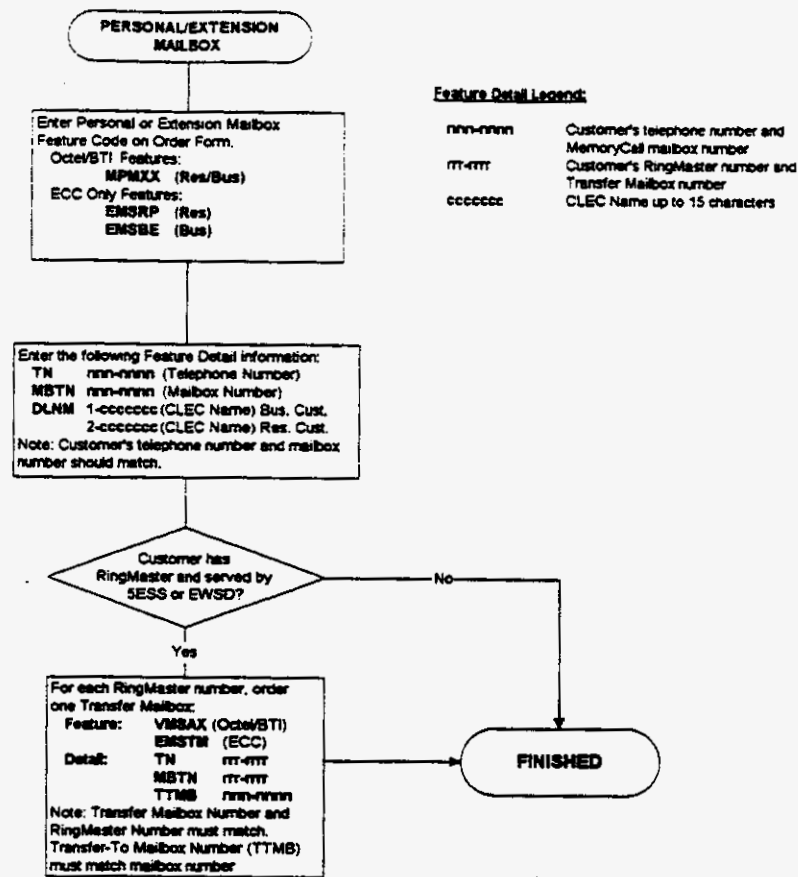 PERSONAL/EXTENSION
MAILBOX
Enter Personal or Extension Mailbox
Feature Code on Order Form.
Octel/BTI Features:
MPMXX (Res/Bus)
ECC Only Features:
EMSRP (Res)
EMSBE (Bus)
Feature Detail Legend:
nnn-nnnn Customer's telephone number and
MemoryCall mailbox number
rrr-rrrr Customer's RingMaster number and
Transfer Mailbox number
ccccccc CLEC Name up to 15 characters
Enter the following Feature Detail information:
TN nnn-nnnn (Telephone Number)
MBTN nnn-nnnn (Mailbox Number)
DLNM 1-ccccccc (CLEC Name) Bus. Cust.
2-ccccccc (CLEC Name) Res. Cust.
Note: Customer's telephone number and mailbox
number should match.
Customer has
RingMaster and served by
5ESS or EWSD?
No
Yes
For each RingMaster number, order
one Transfer Mailbox:
Feature: VMSAX (Octel/BTI)
EMSTM (ECC)
Detail: TN rrr-rrrr
MBTN rrr-rrrr
TTMB nnn-nnnn
Note: Transfer Mailbox Number and
RingMaster Number must match.
Transfer-To Mailbox Number (TTMB)
must match mailbox number
FINISHED